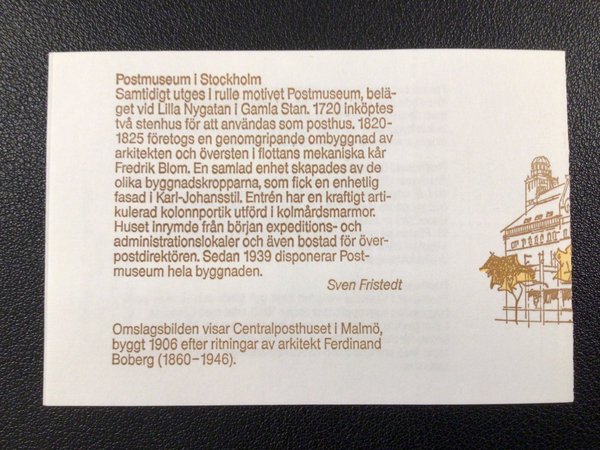 Postmuseum i Stockholm
Samtidigt utges i rulle motivet Postmuseum, belä-
get vid Lilla Nygatan i Gamla Stan. 1720 inköptes
två stenhus för att användas som posthus. 1820-
1825 företogs en genomgripande ombyggnad av
arkitekten och översten i flottans mekaniska kår
Fredrik Blom. En samlad enhet skapades av de
olika byggnadskropparna, som fick en enhetlig
fasad i Karl-Johansstil. Entrén har en kraftigt arti-
kulerad kolonnportik utförd i kolmårdsmarmor.
Huset inrymde från början expeditions- och
administrationslokaler och även bostad för över-
postdirektören. Sedan 1939 disponerar Post-
museum hela byggnaden.
Sven Fristedt
Omslagsbilden visar Centralposthuset i Malmö,
byggt 1906 efter ritningar av arkitekt Ferdinand
Boberg (1860–1946).